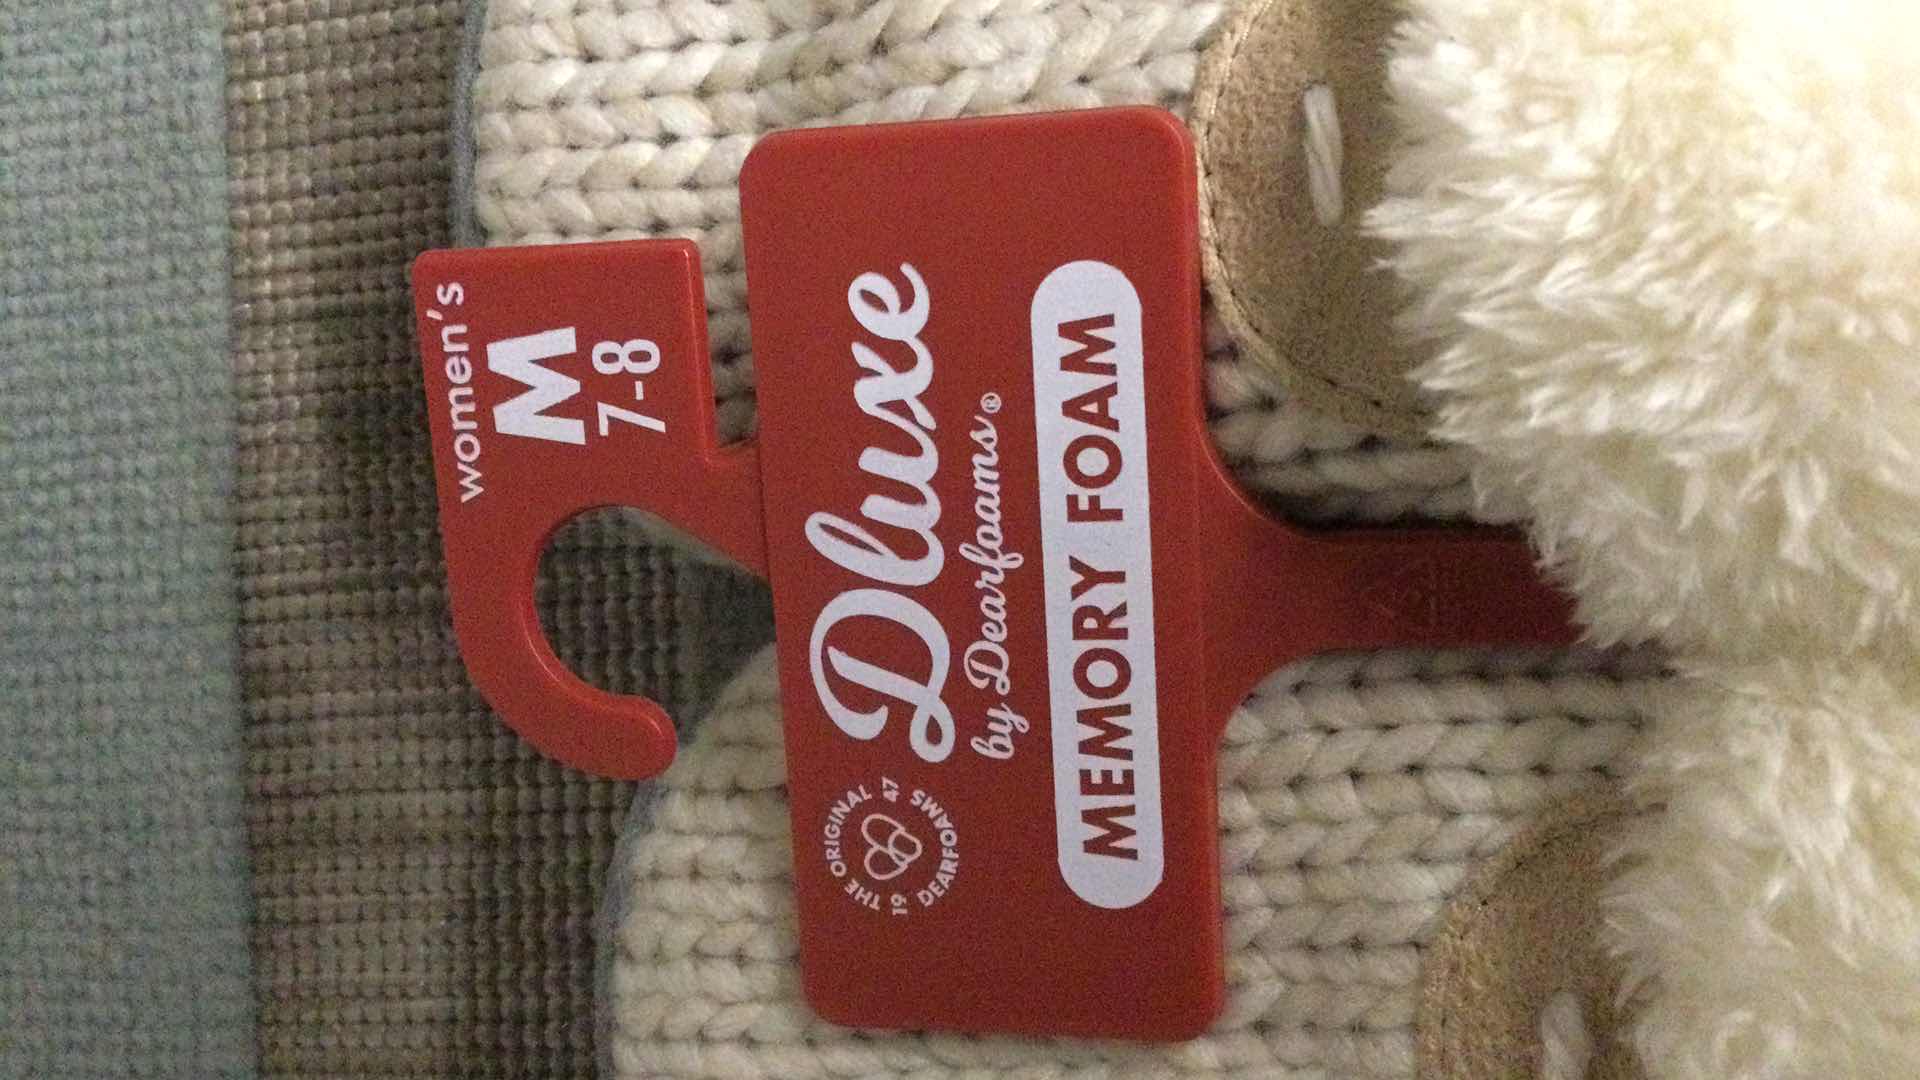 women's
M
7-8
THE ORIGINAL
19 47
DEARFOAMS
Dluxe
by Dearfoams®
MEMORY FOAM